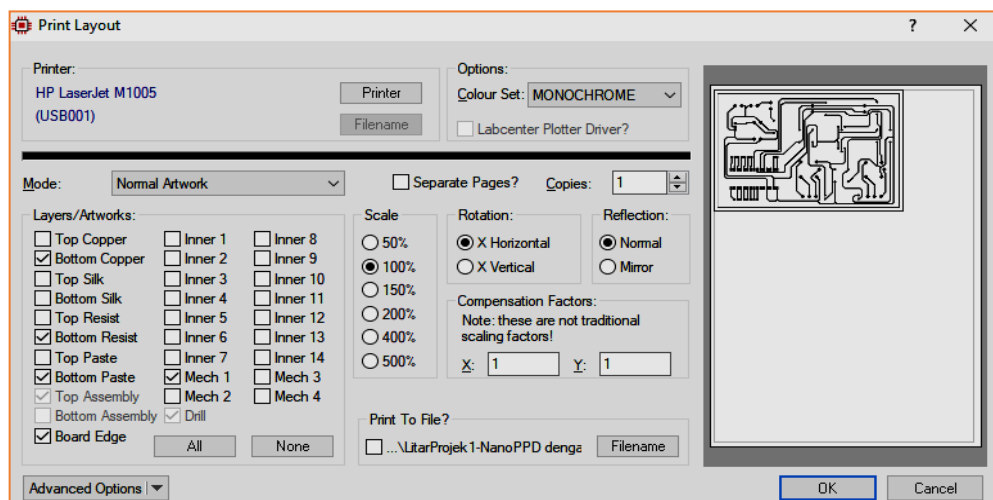 Print Layout
?
Printer:
HP LaserJet M1005
(USB001)
Printer
Filename
Options:
Colour Set: MONOCHROME
Labcenter Plotter Driver?
Mode: Normal Artwork
Separate Pages? Copies: 1
Layers/Artworks:
Top Copper Inner 1 Inner 8
Bottom Copper Inner 2 Inner 9
Top Silk Inner 3 Inner 10
Bottom Silk Inner 4 Inner 11
Top Resist Inner 5 Inner 12
Bottom Resist Inner 6 Inner 13
Top Paste Inner 7 Inner 14
Bottom Paste Mech 1 Mech 3
Top Assembly Mech 2 Mech 4
Bottom Assembly Drill
Board Edge
All None
Scale
50%
100%
150%
200%
400%
500%
Rotation:
X Horizontal
X Vertical
Reflection:
Normal
Mirror
Compensation Factors:
Note: these are not traditional
scaling factors!
X: 1 Y: 1
Print To File?
...\LitarProjek1-NanoPPD denga Filename
Advanced Options
OK Cancel